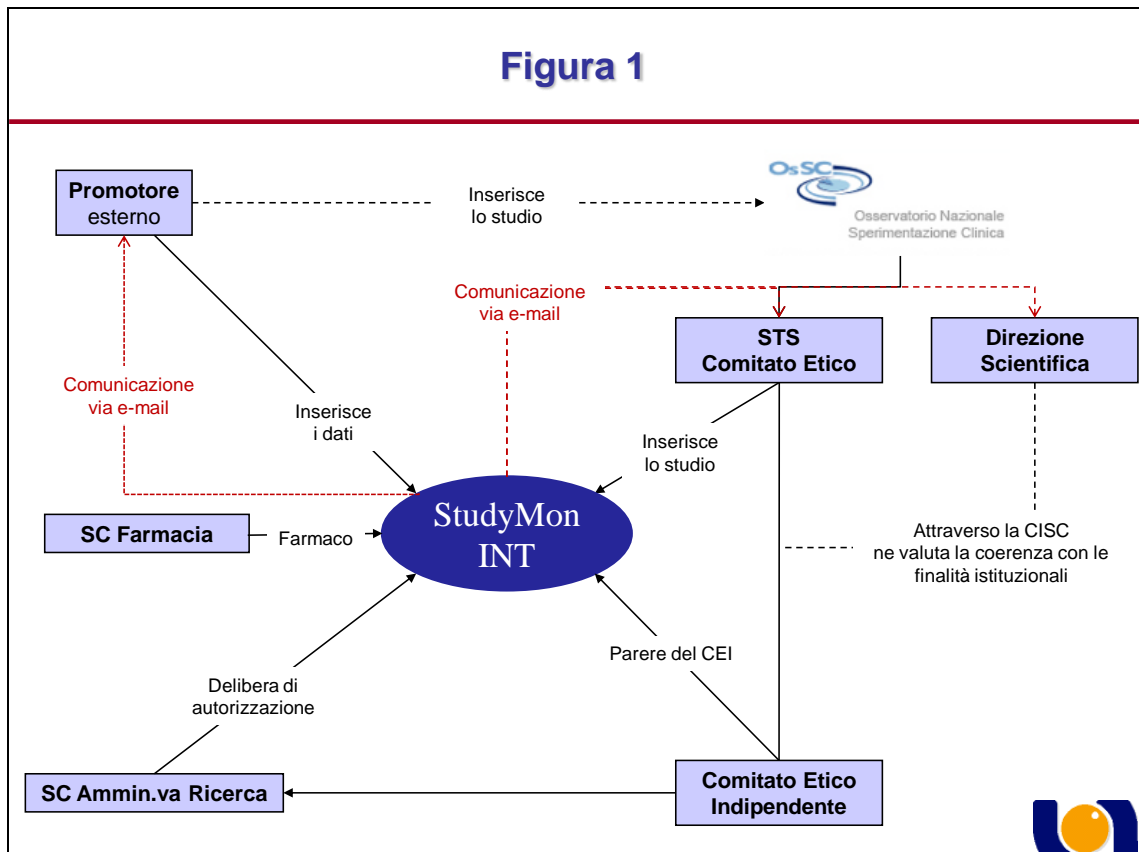 Figura 1
Promotore
esterno
Inserisce
lo studio
OsSC
Osservatorio Nazionale
Sperimentazione Clinica
Comunicazione
via e-mail
STS
Comitato Etico
Direzione
Scientifica
Comunicazione
via e-mail
Inserisce
i dati
Inserisce
lo studio
StudyMon
INT
SC Farmacia
Farmaco
Attraverso la CISC
ne valuta la coerenza con le
finalità istituzionali
Parere del CEI
Delibera di
autorizzazione
SC Ammin.va Ricerca
Comitato Etico
Indipendente